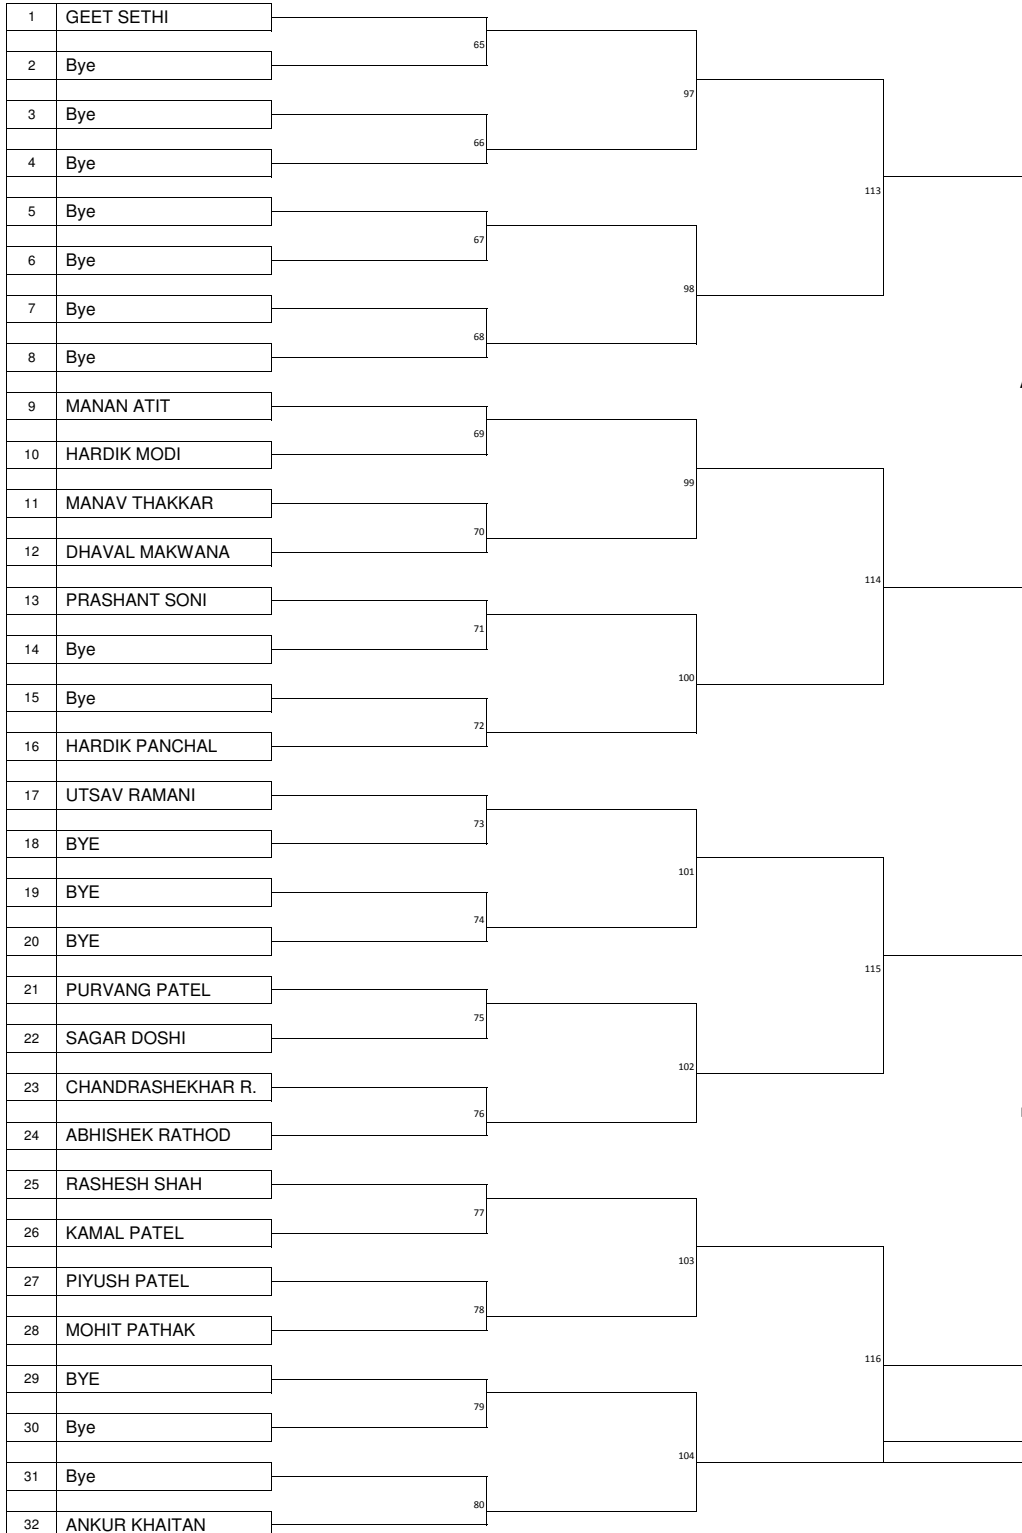 1 GEET SETHI
65
2 Bye
97
3 Bye
66
4 Bye
113
5 Bye
67
6 Bye
98
7 Bye
68
8 Bye
9 MANAN ATIT
69
10 HARDIK MODI
99
11 MANAV THAKKAR
70
12 DHAVAL MAKWANA
114
13 PRASHANT SONI
71
14 Bye
100
15 Bye
72
16 HARDIK PANCHAL
17 UTSAV RAMANI
73
18 BYE
101
19 BYE
74
20 BYE
115
21 PURVANG PATEL
75
22 SAGAR DOSHI
102
23 CHANDRASHEKHAR R.
76
24 ABHISHEK RATHOD
25 RASHESH SHAH
77
26 KAMAL PATEL
103
27 PIYUSH PATEL
78
28 MOHIT PATHAK
116
29 BYE
79
30 Bye
104
31 Bye
80
32 ANKUR KHAITAN